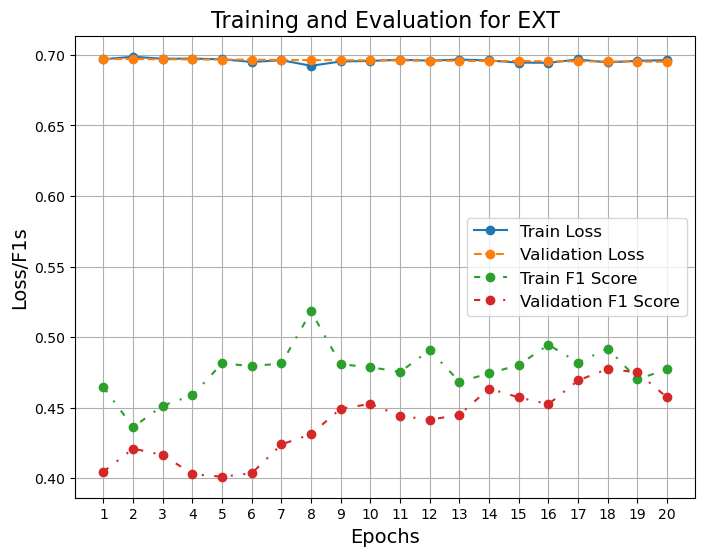 Training and Evaluation for EXT
Loss/F1s
0.70
0.65
0.60
0.55
0.50
0.45
0.40
Train Loss
Validation Loss
Train F1 Score
Validation F1 Score
1 2 3 4 5 6 7 8 9 10 11 12 13 14 15 16 17 18 19 20
Epochs